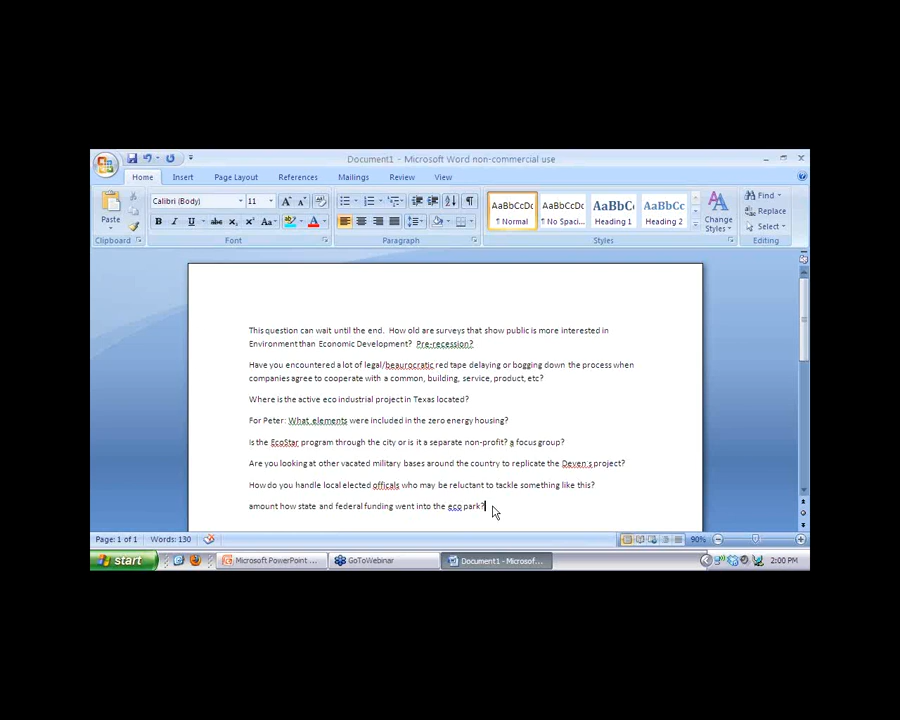 Document1 - Microsoft Word non-commercial use
Home Insert Page Layout References Mailings Review View
Calibri (Body) 11
Paste
AaBbCcDc AaBbCcDc AaBbC AaBbCc
¶ Normal ¶ No Spaci... Heading 1 Heading 2
Change Styles
Find
Replace
Select
Clipboard Font Paragraph Styles Editing
This question can wait until the end. How old are surveys that show public is more interested in
Environment than Economic Development? Pre-recession?
Have you encountered a lot of legal/beaurocratic red tape delaying or bogging down the process when
companies agree to cooperate with a common, building, service, product, etc?
Where is the active eco industrial project in Texas located?
For Peter: What elements were included in the zero energy housing?
Is the EcoStar program through the city or is it a separate non-profit? a focus group?
Are you looking at other vacated military bases around the country to replicate the Deven s project?
How do you handle local elected officals who may be reluctant to tackle something like this?
amount how state and federal funding went into the eco park?
Page: 1 of 1 Words: 130 90%
start Microsoft PowerPoint ... GoToWebinar Document1 - Microsof... 2:00 PM